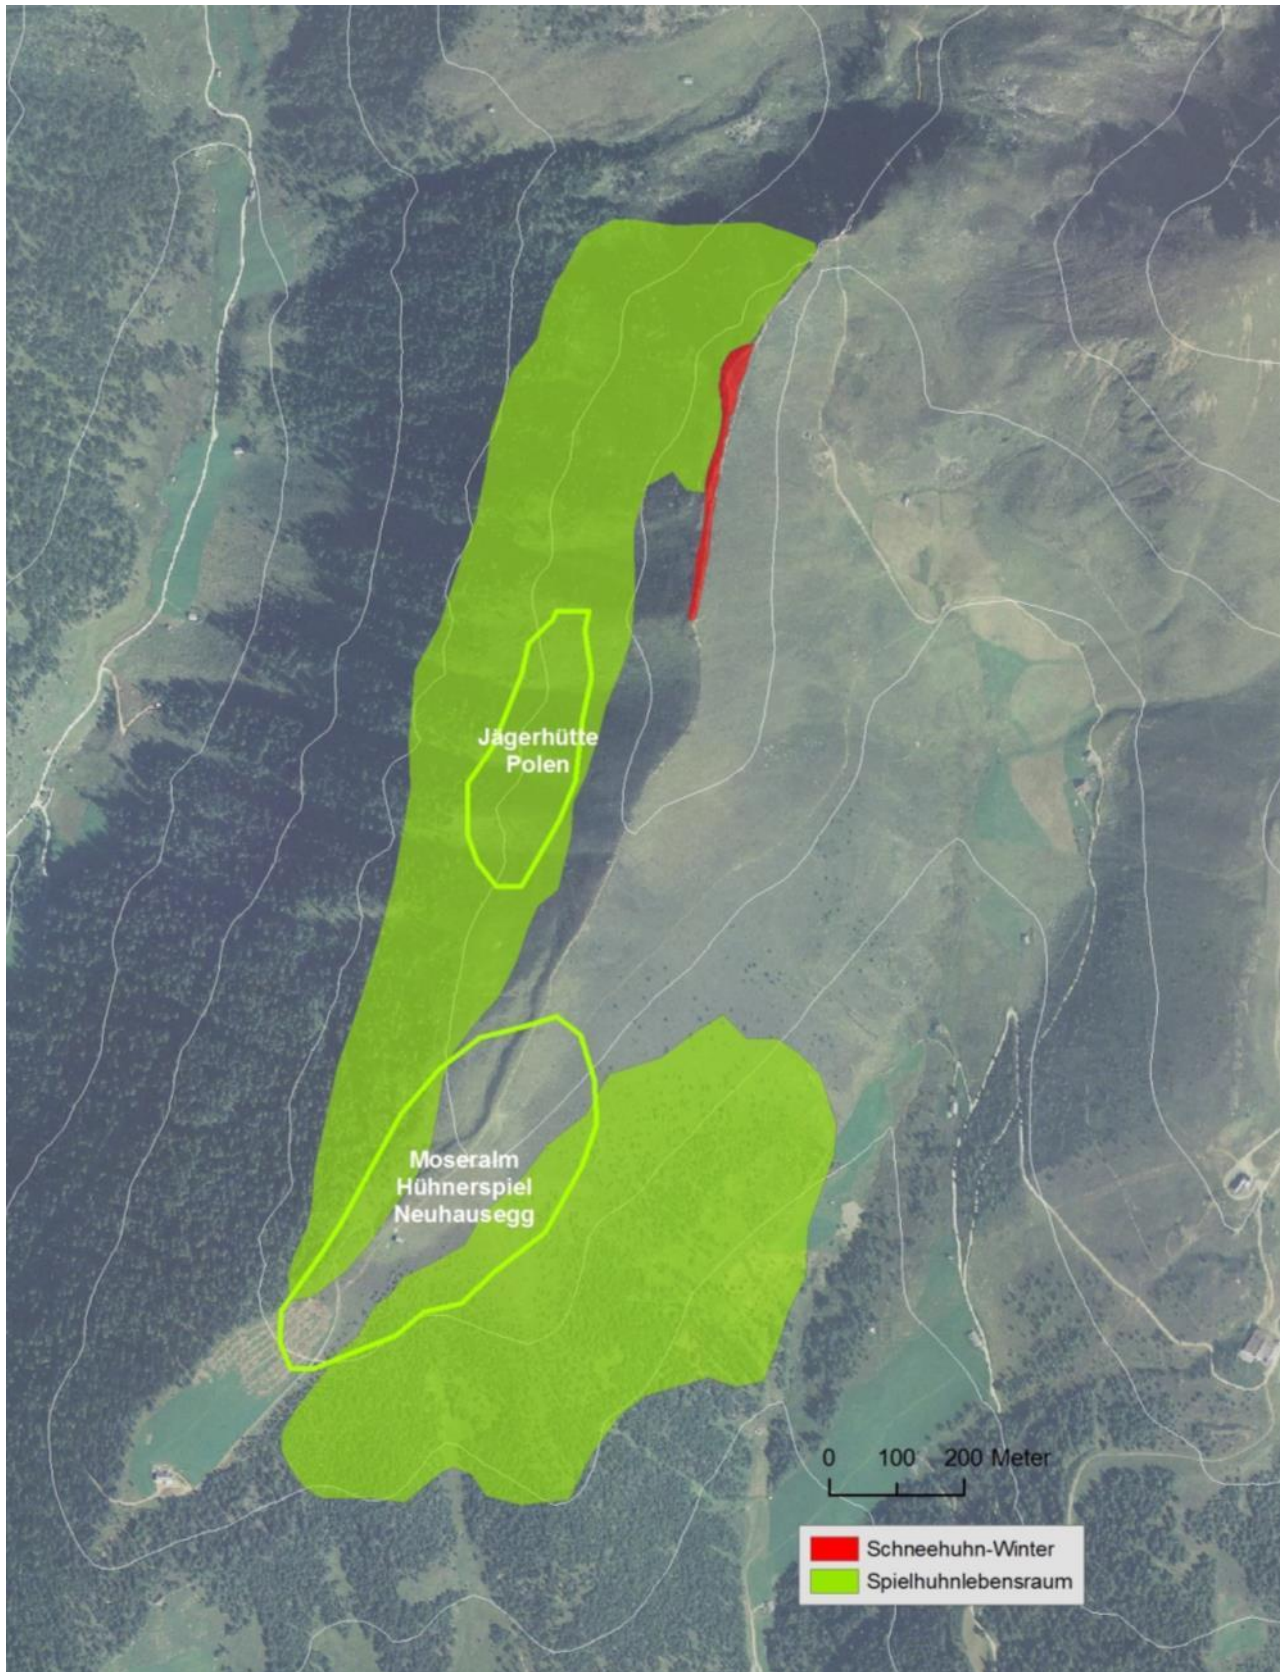 Jägerhütte
Polen
Moseralm
Hühnerspiel
Neuhausegg
0 100 200 Meter
Schneehuhn-Winter
Spielhuhnlebensraum